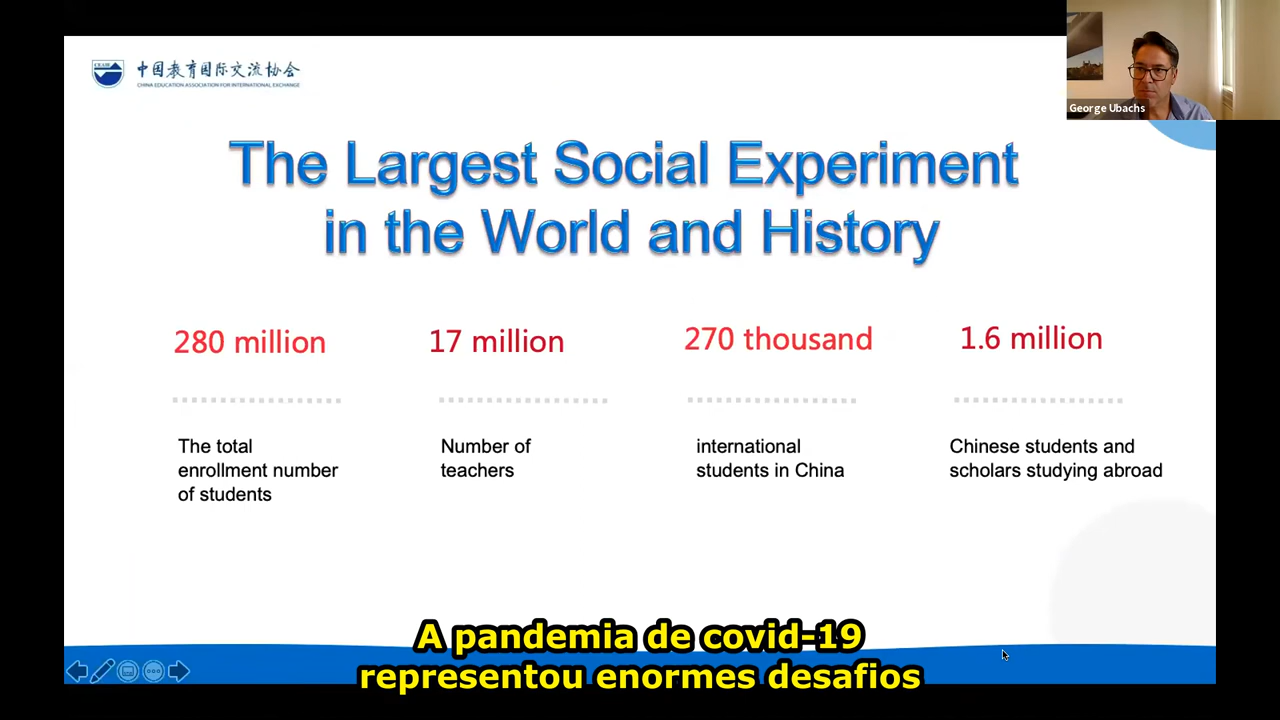 中国教育国际交流协会
CHINA EDUCATION ASSOCIATION FOR INTERNATIONAL EXCHANGE
George Ubachs
The Largest Social Experiment
in the World and History
280 million
17 million
270 thousand
1.6 million
The total
enrollment number
of students
Number of
teachers
international
students in China
Chinese students and
scholars studying abroad
A pandemia de covid-19
representou enormes desafios